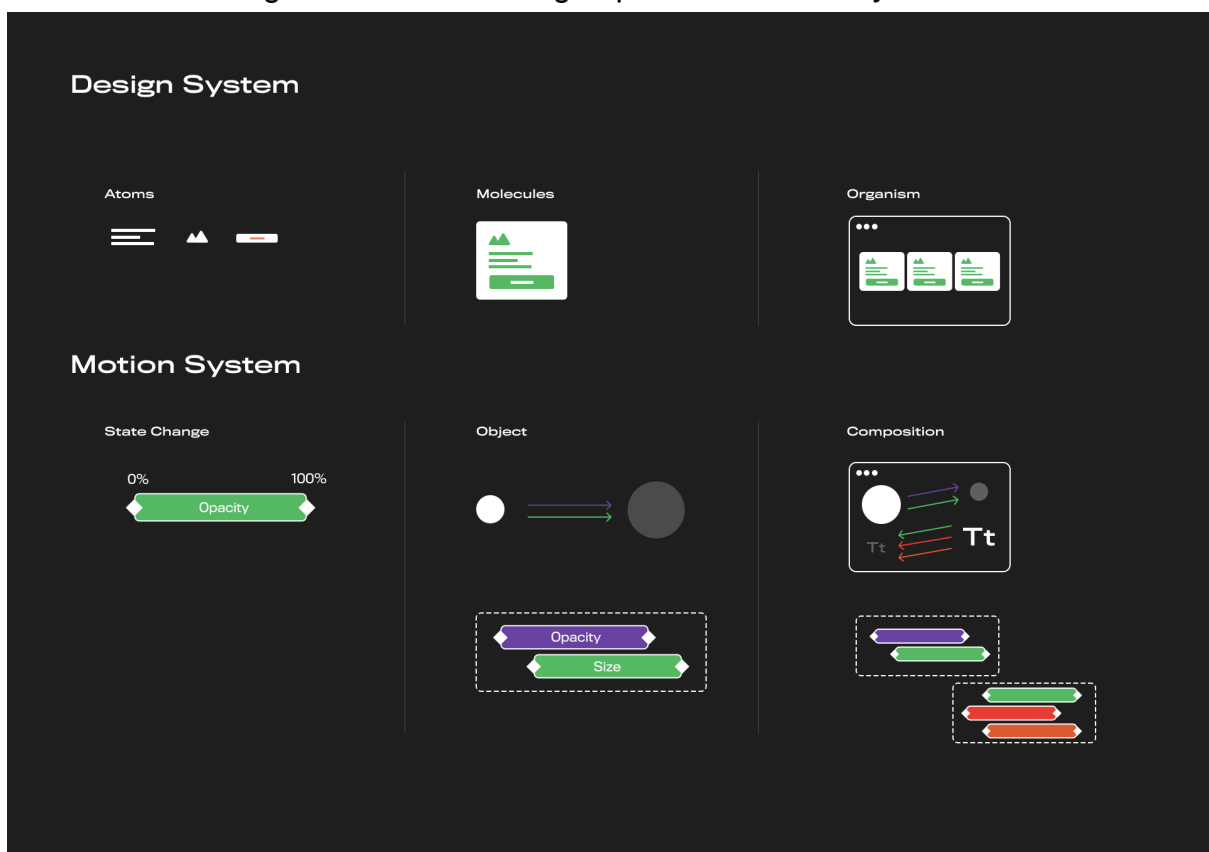 Design System
Atoms
Molecules
Organism
Motion System
State Change
Object
Composition
0%
100%
Opacity
Tt
Tt
Opacity
Size